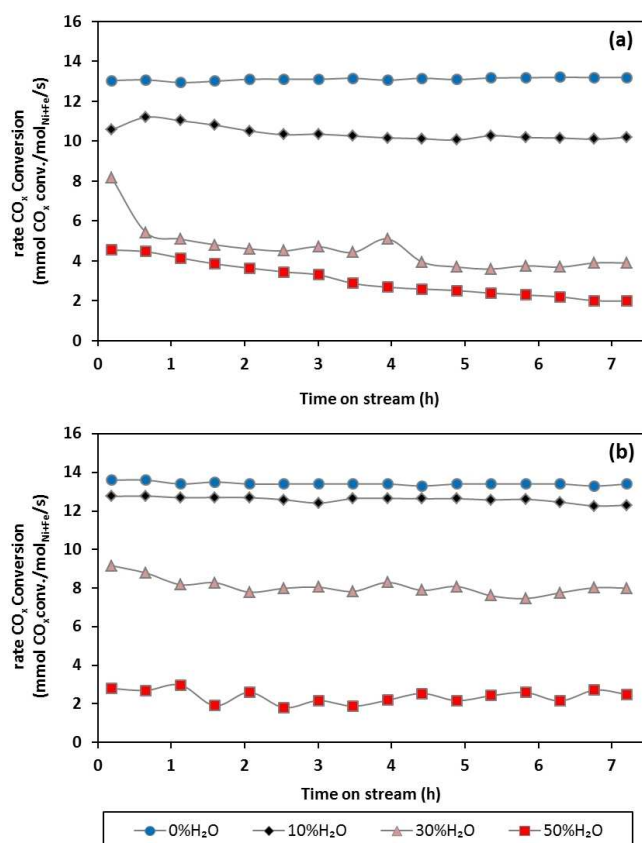 (a)
rate COₓ Conversion
(mmol COₓ conv./molNi+Fe/s)
16
14
12
10
8
6
4
2
0
0 1 2 3 4 5 6 7
Time on stream (h)
(b)
rate COₓ Conversion
(mmol COₓconv./molNi+Fe/s)
16
14
12
10
8
6
4
2
0
0 1 2 3 4 5 6 7
Time on stream (h)
0%H₂O 10%H₂O 30%H₂O 50%H₂O